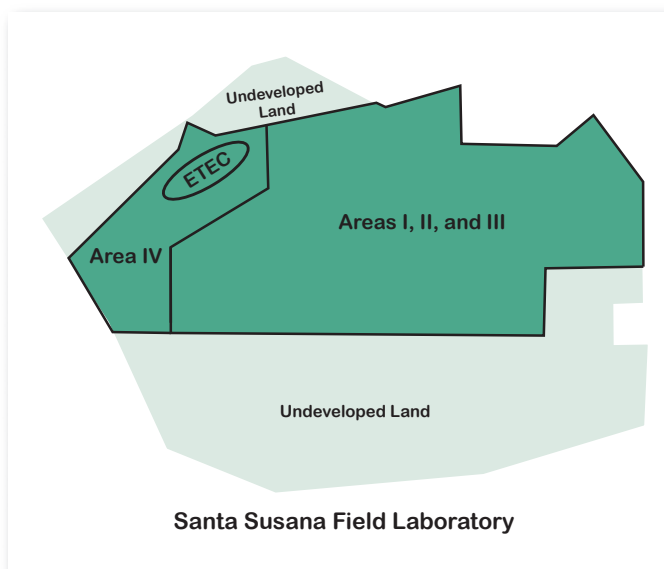 Undeveloped
Land
ETEC
Area IV
Areas I, II, and III
Undeveloped Land
Santa Susana Field Laboratory